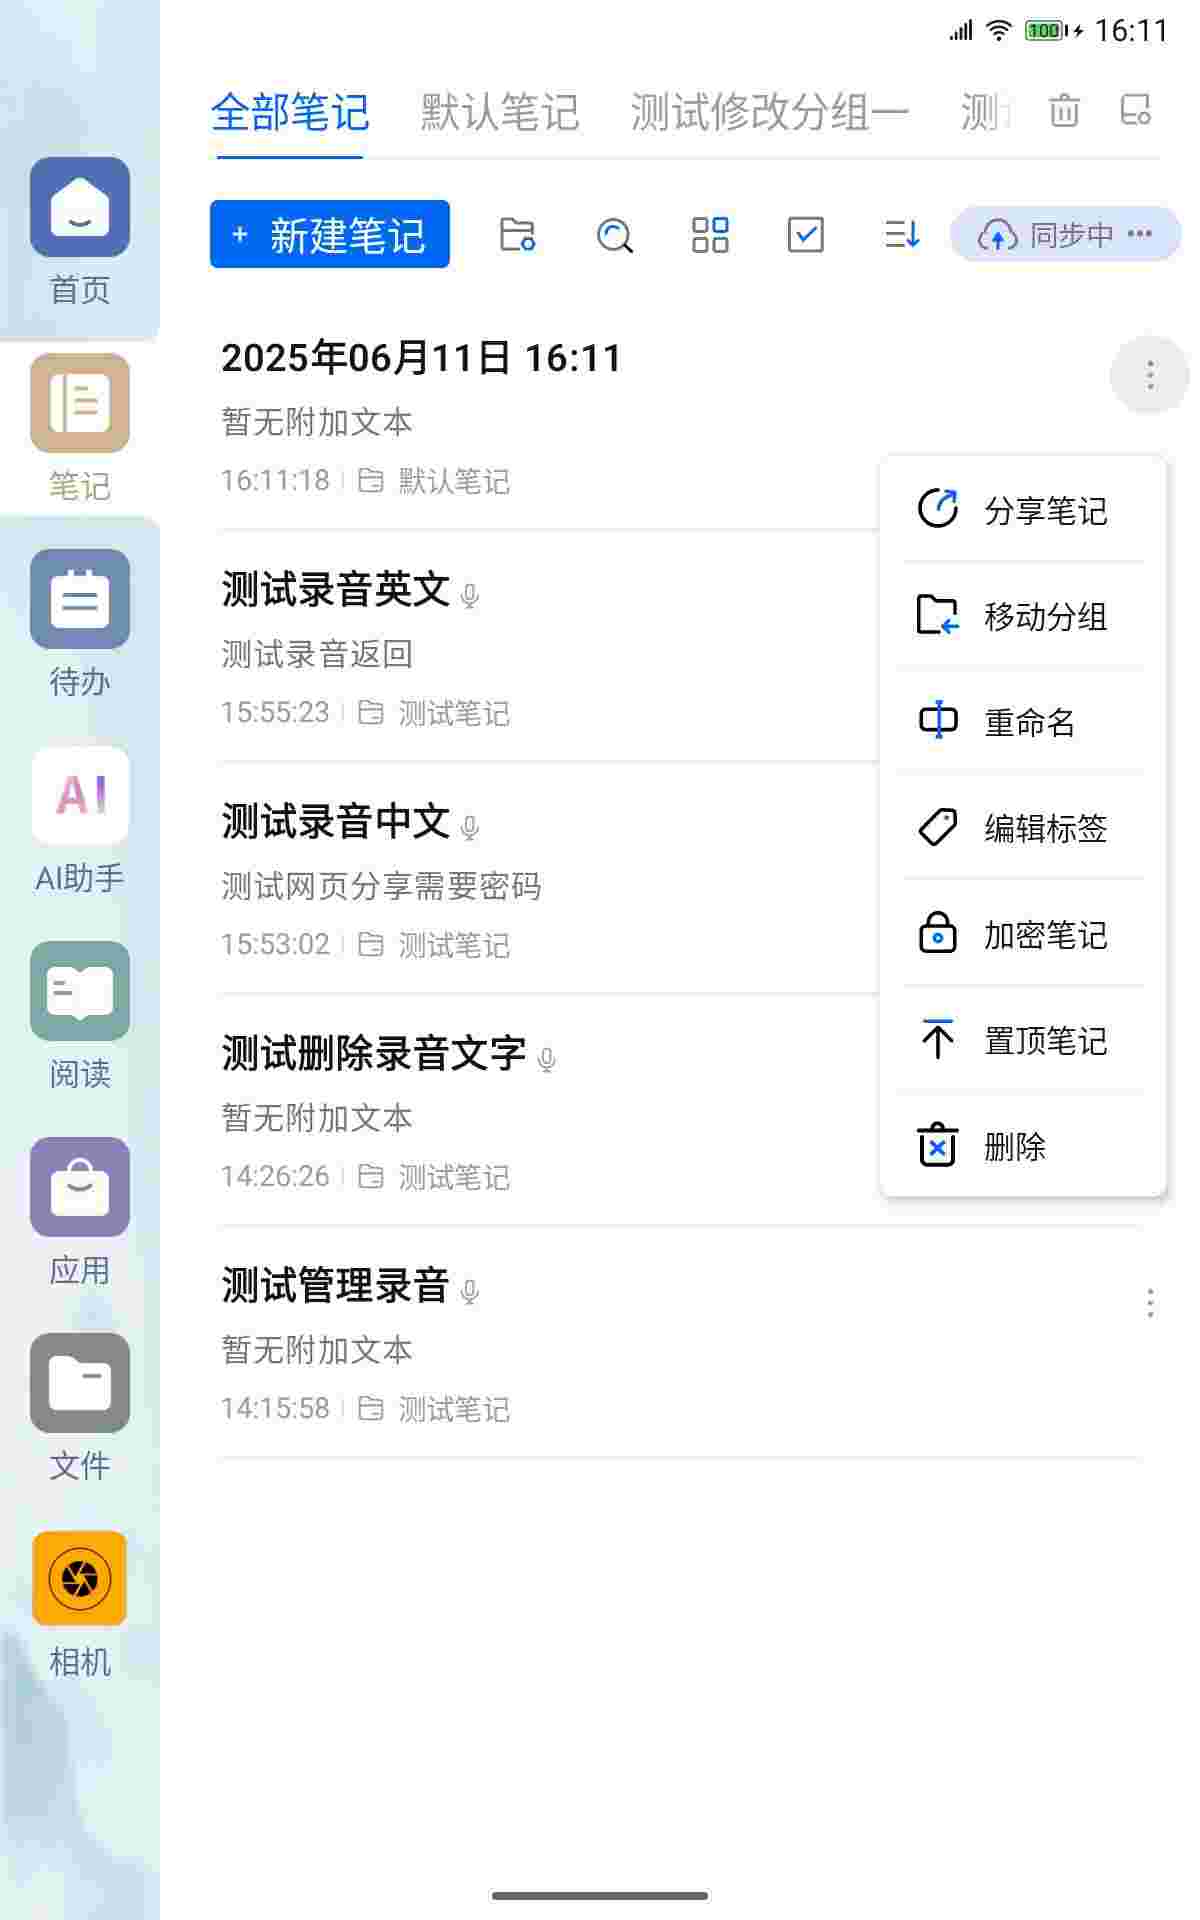 100 16:11
全部笔记 默认笔记 测试修改分组一 测
+ 新建笔记 同步中 •••
首页
笔记
待办
AI
AI助手
阅读
应用
文件
相机
2025年06月11日 16:11
暂无附加文本
16:11:18 默认笔记
测试录音英文
测试录音返回
15:55:23 测试笔记
测试录音中文
测试网页分享需要密码
15:53:02 测试笔记
测试删除录音文字
暂无附加文本
14:26:26 测试笔记
测试管理录音
暂无附加文本
14:15:58 测试笔记
分享笔记
移动分组
重命名
编辑标签
加密笔记
置顶笔记
删除